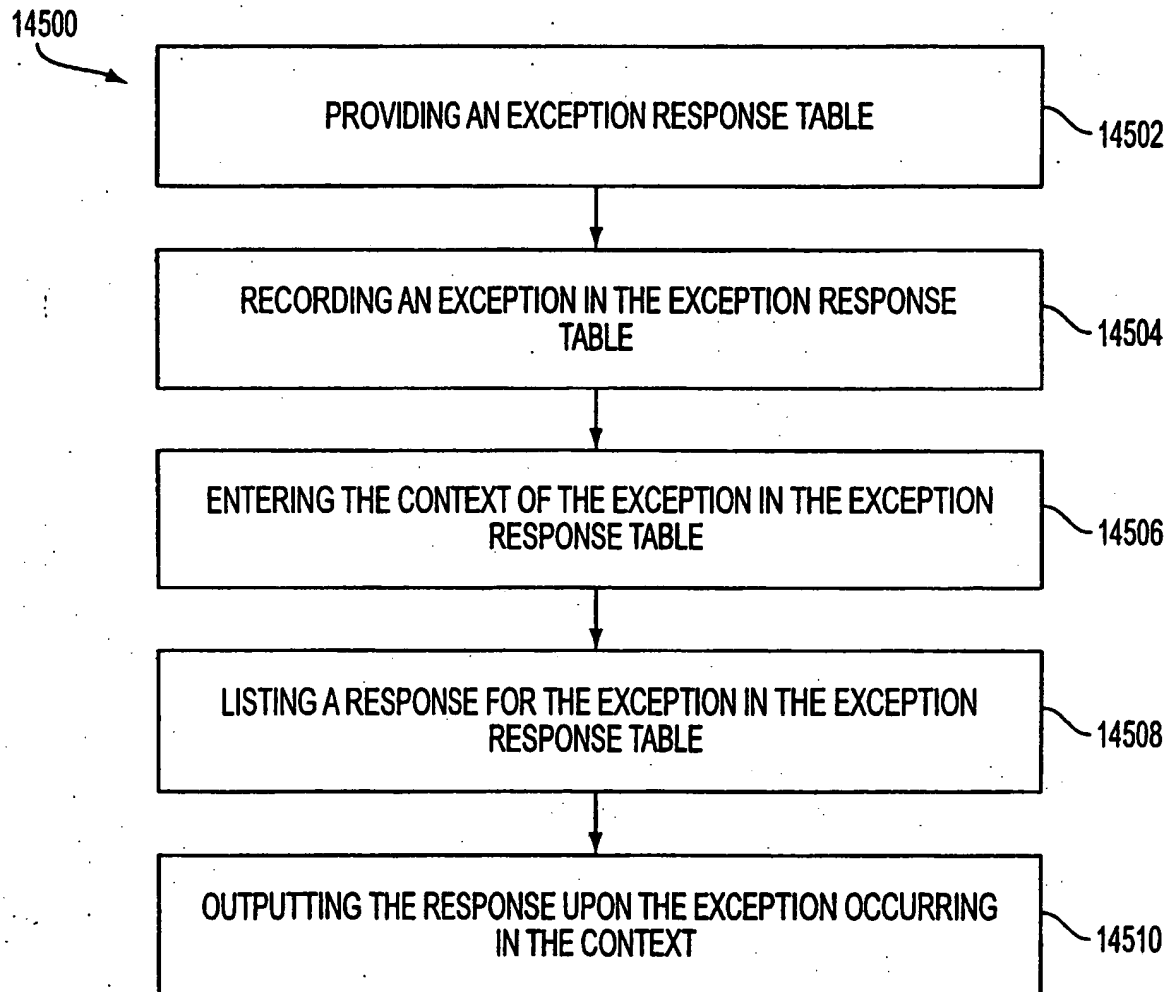 14500
PROVIDING AN EXCEPTION RESPONSE TABLE
14502
RECORDING AN EXCEPTION IN THE EXCEPTION RESPONSE
TABLE
14504
ENTERING THE CONTEXT OF THE EXCEPTION IN THE EXCEPTION
RESPONSE TABLE
14506
LISTING A RESPONSE FOR THE EXCEPTION IN THE EXCEPTION
RESPONSE TABLE
14508
OUTPUTTING THE RESPONSE UPON THE EXCEPTION OCCURRING
IN THE CONTEXT
14510